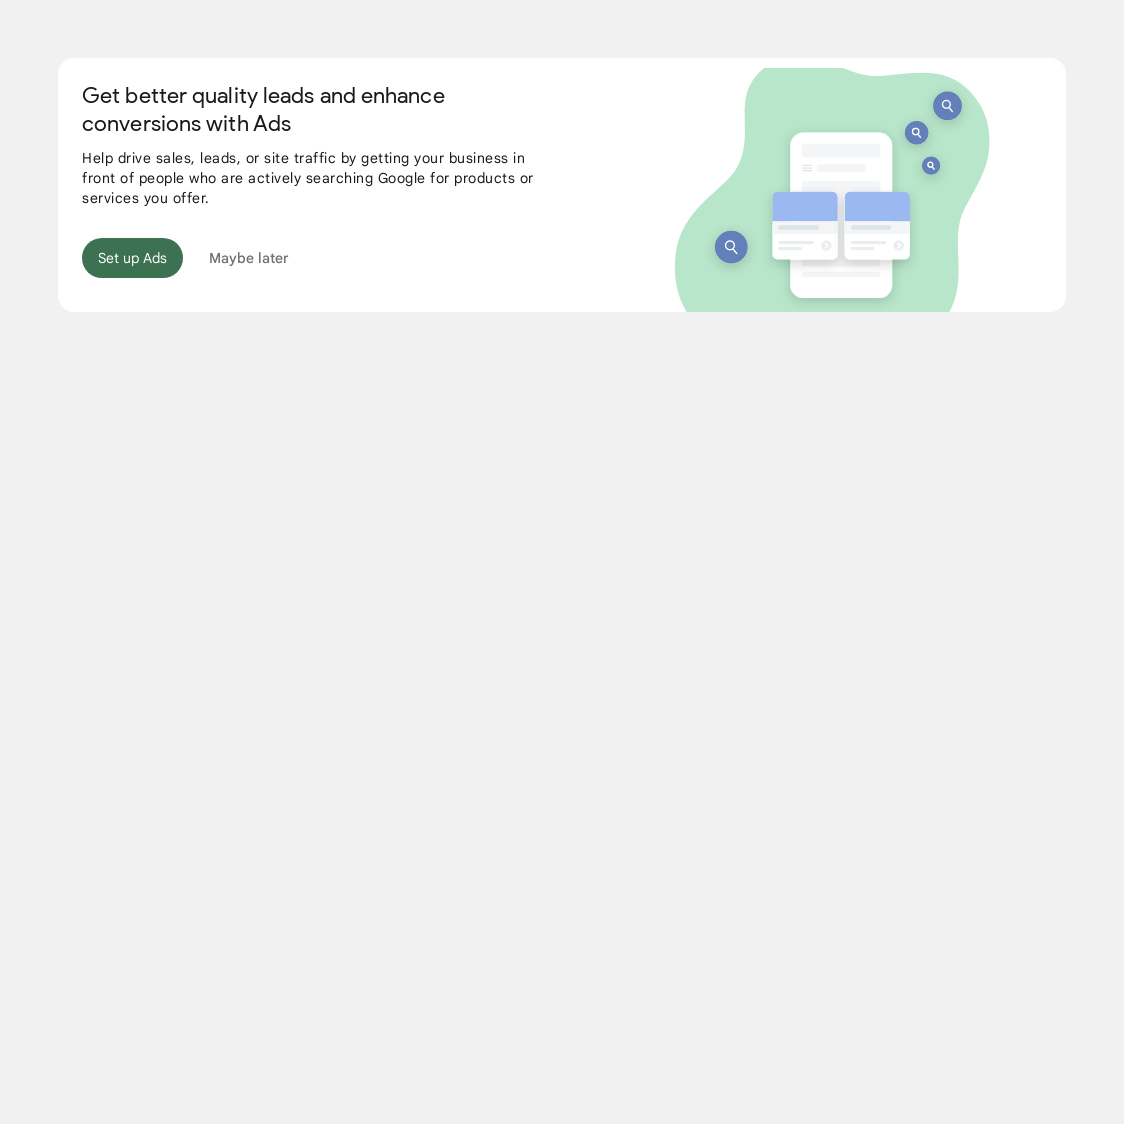 Get better quality leads and enhance
conversions with Ads
Help drive sales, leads, or site traffic by getting your business in
front of people who are actively searching Google for products or
services you offer.
Set up Ads
Maybe later